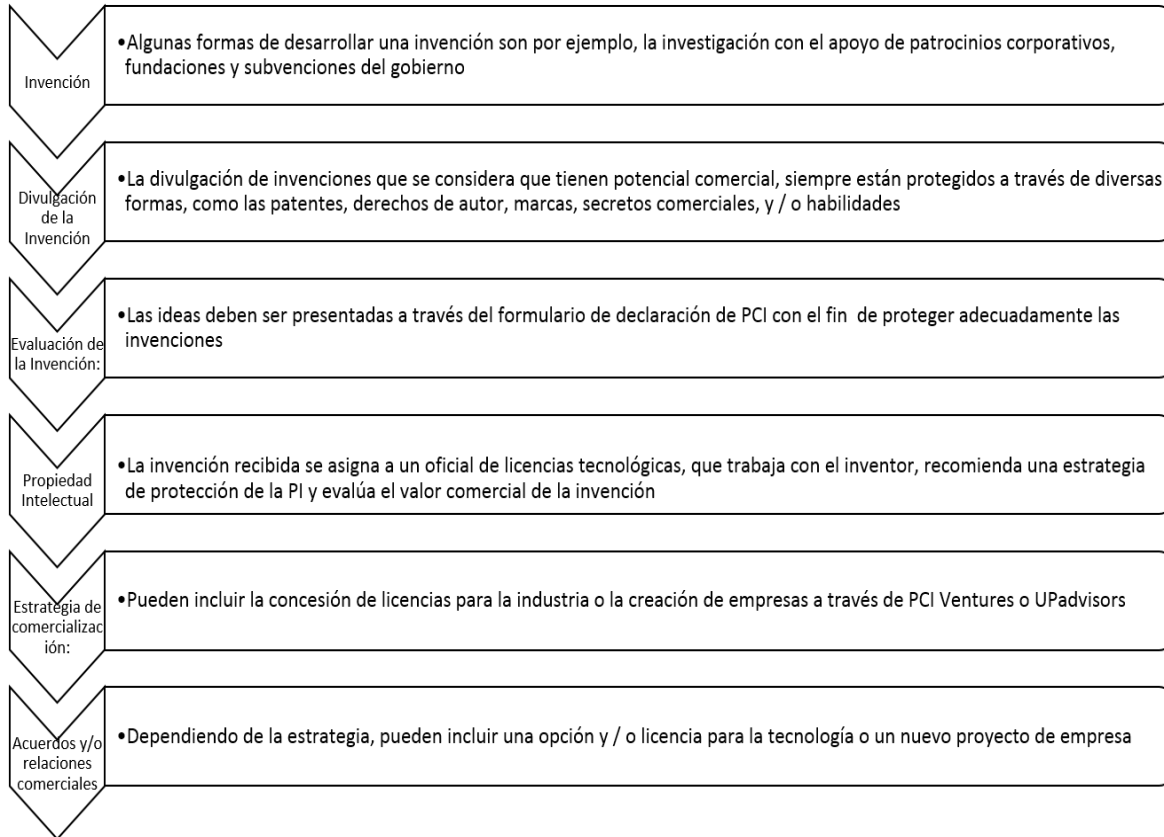 Invención
•Algunas formas de desarrollar una invención son por ejemplo, la investigación con el apoyo de patrocinios corporativos,
fundaciones y subvenciones del gobierno
Divulgación
de la
Invención
•La divulgación de invenciones que se considera que tienen potencial comercial, siempre están protegidos a través de diversas
formas, como las patentes, derechos de autor, marcas, secretos comerciales, y / o habilidades
Evaluación de
la Invención:
•Las ideas deben ser presentadas a través del formulario de declaración de PCI con el fin de proteger adecuadamente las
invenciones
Propiedad
Intelectual
•La invención recibida se asigna a un oficial de licencias tecnológicas, que trabaja con el inventor, recomienda una estrategia
de protección de la PI y evalúa el valor comercial de la invención
Estrategia de
comercializac
ión:
•Pueden incluir la concesión de licencias para la industria o la creación de empresas a través de PCI Ventures o UPadvisors
Acuerdos y/o
relaciones
comerciales
•Dependiendo de la estrategia, pueden incluir una opción y / o licencia para la tecnología o un nuevo proyecto de empresa